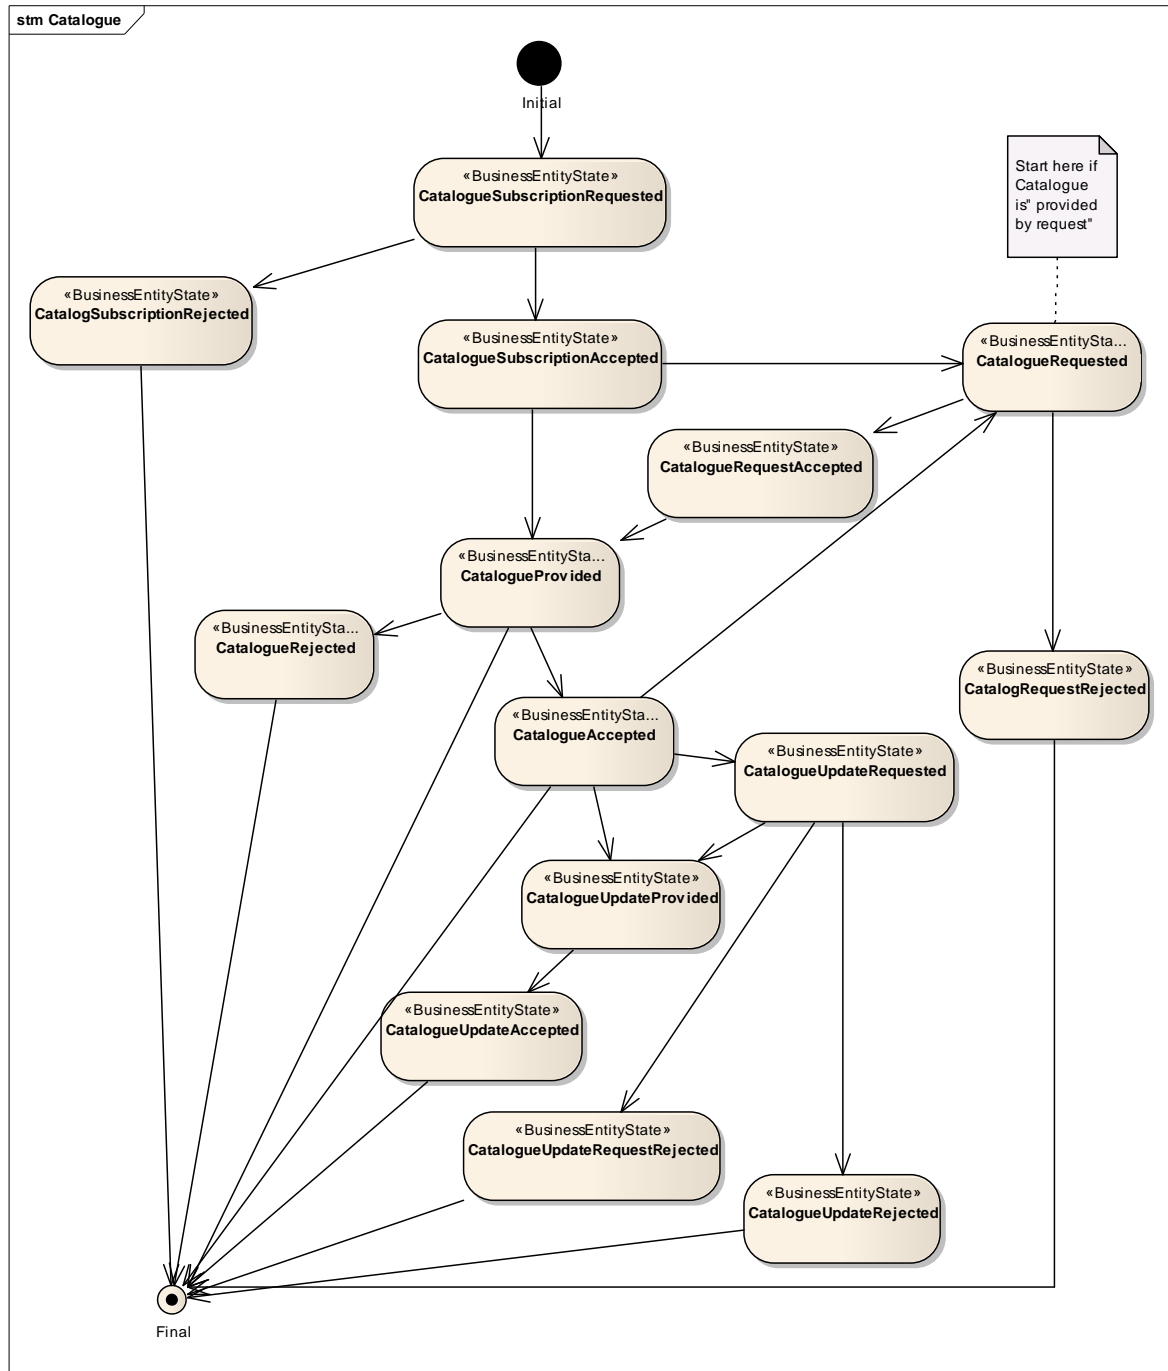 stm Catalogue
Initial
«BusinessEntityState»
CatalogueSubscriptionRequested
Start here if
Catalogue
is" provided
by request"
«BusinessEntityState»
CatalogSubscriptionRejected
«BusinessEntityState»
CatalogueSubscriptionAccepted
«BusinessEntitySta...
CatalogueRequested
«BusinessEntityState»
CatalogueRequestAccepted
«BusinessEntitySta...
CatalogueProvided
«BusinessEntitySta...
CatalogueRejected
«BusinessEntityState»
CatalogRequestRejected
«BusinessEntitySta...
CatalogueAccepted
«BusinessEntityState»
CatalogueUpdateRequested
«BusinessEntityState»
CatalogueUpdateProvided
«BusinessEntityState»
CatalogueUpdateAccepted
«BusinessEntityState»
CatalogueUpdateRequestRejected
«BusinessEntityState»
CatalogueUpdateRejected
Final